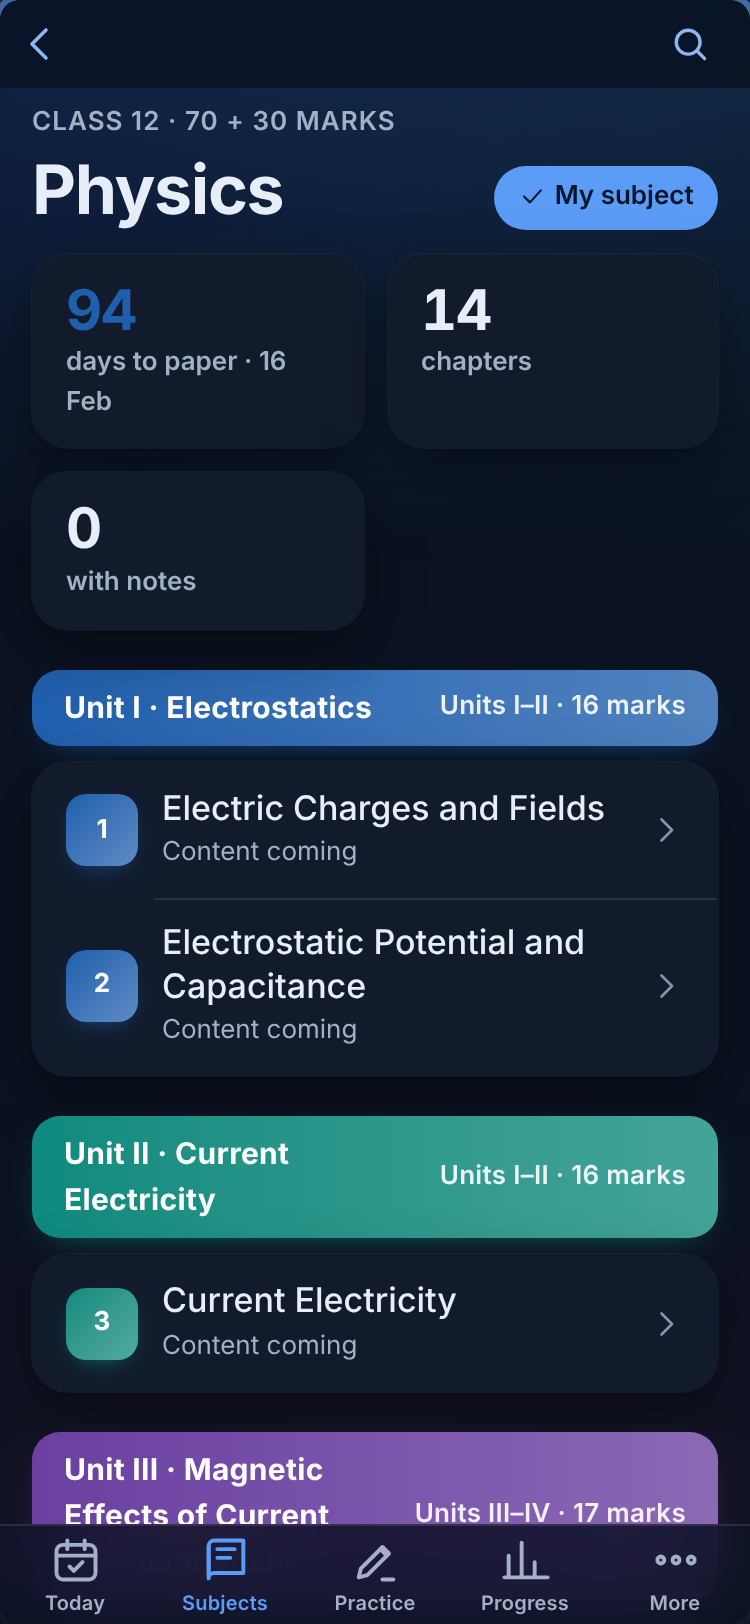 CLASS 12 · 70 + 30 MARKS
Physics
My subject
94
days to paper · 16
Feb
14
chapters
0
with notes
Unit I · Electrostatics
Units I–II · 16 marks
1
Electric Charges and Fields
Content coming
2
Electrostatic Potential and
Capacitance
Content coming
Unit II · Current
Electricity
Units I–II · 16 marks
3
Current Electricity
Content coming
Unit III · Magnetic
Effects of Current
Units III–IV · 17 marks
Today
Subjects
Practice
Progress
More